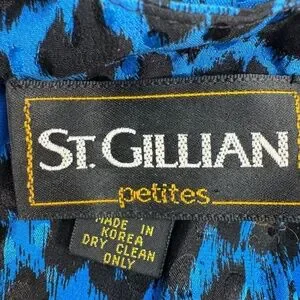 ST. GILLIAN
petites
MADE IN
KOREA
DRY CLEAN
ONLY